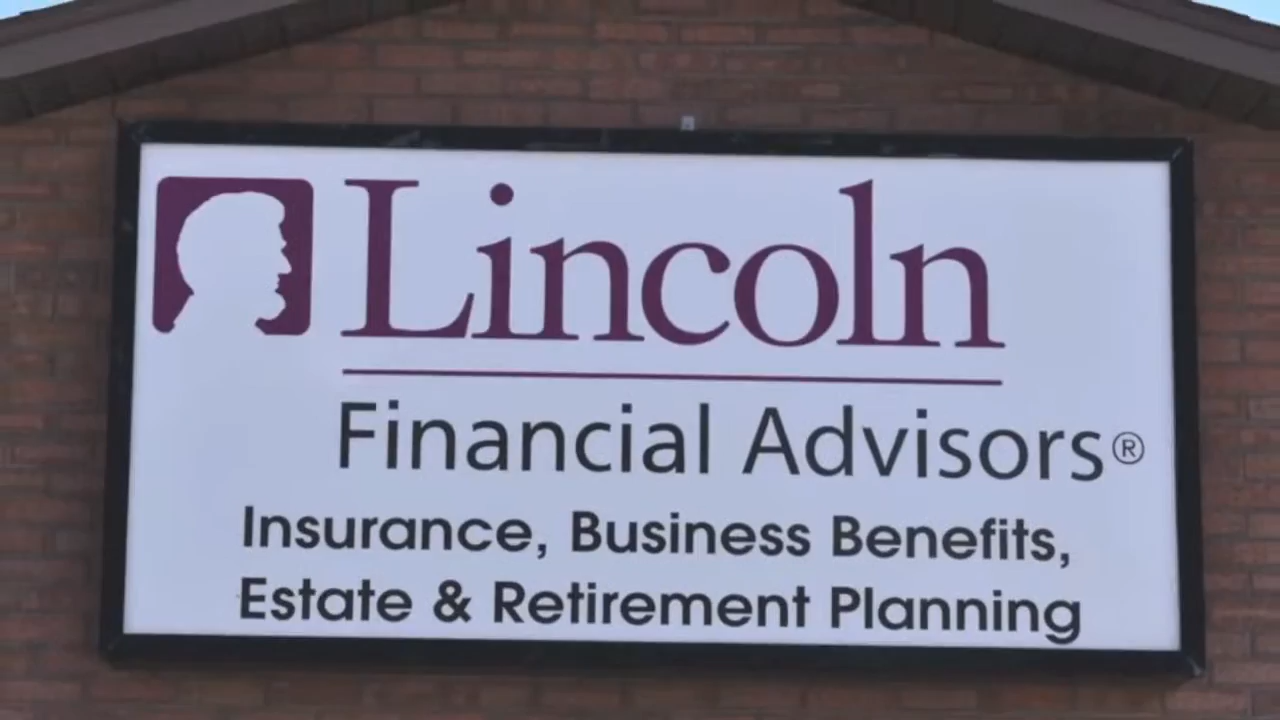 Lincoln
Financial Advisors®
Insurance, Business Benefits,
Estate & Retirement Planning